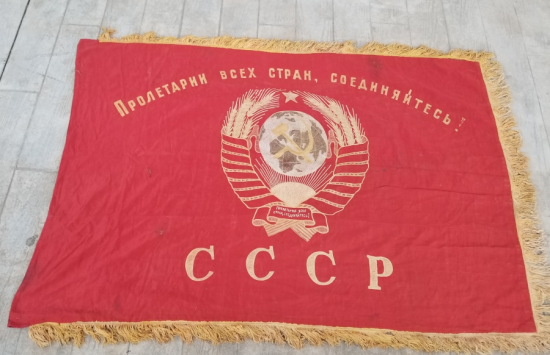 Пролетарии всех стран, соединяйтесь!
СССР